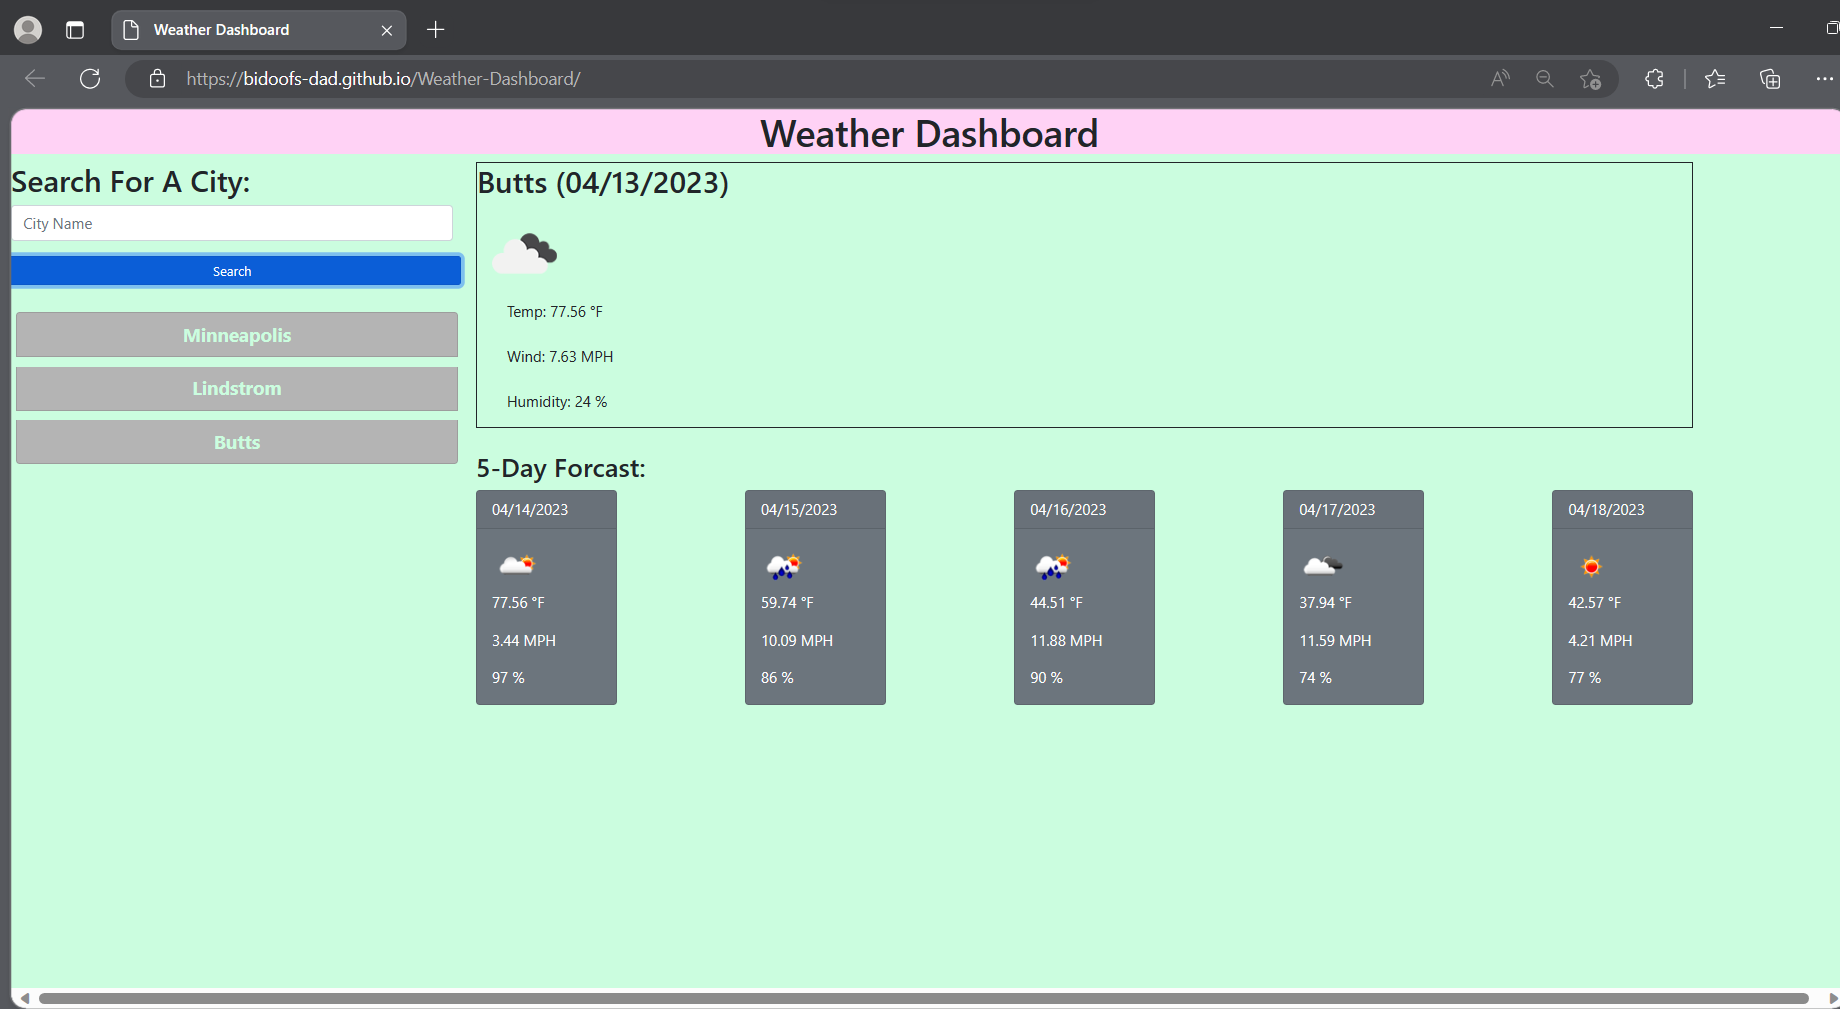 Weather Dashboard
https://bidoofs-dad.github.io/Weather-Dashboard/
Weather Dashboard
Search For A City:
City Name
Search
Minneapolis
Lindstrom
Butts
Butts (04/13/2023)
Temp: 77.56 °F
Wind: 7.63 MPH
Humidity: 24 %
5-Day Forcast:
04/14/2023
77.56 °F
3.44 MPH
97 %
04/15/2023
59.74 °F
10.09 MPH
86 %
04/16/2023
44.51 °F
11.88 MPH
90 %
04/17/2023
37.94 °F
11.59 MPH
74 %
04/18/2023
42.57 °F
4.21 MPH
77 %